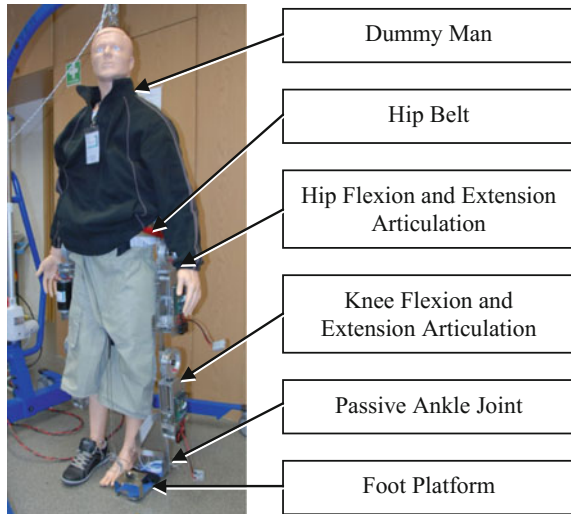 Dummy Man
Hip Belt
Hip Flexion and Extension
Articulation
Knee Flexion and
Extension Articulation
Passive Ankle Joint
Foot Platform